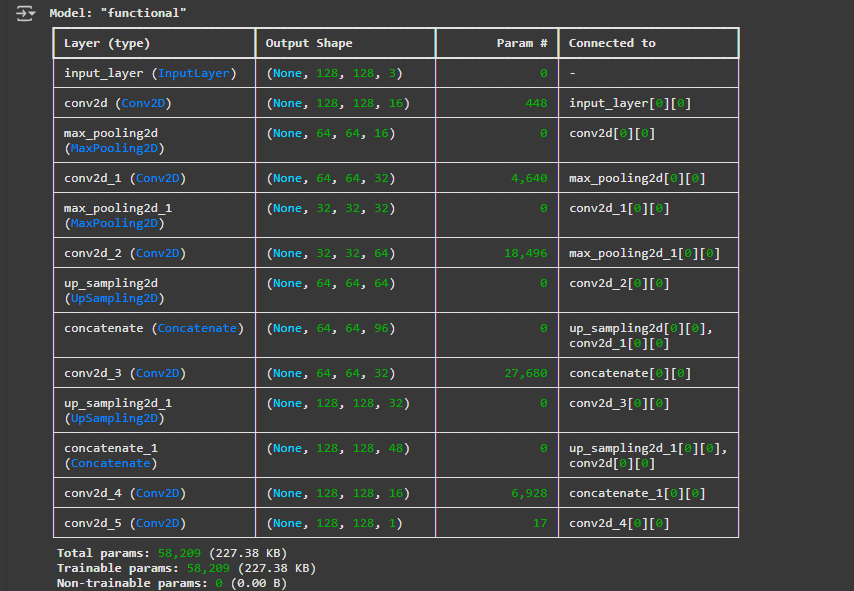 Model: "functional"
Layer (type) Output Shape Param # Connected to
input_layer (InputLayer) (None, 128, 128, 3) 0 -
conv2d (Conv2D) (None, 128, 128, 16) 448 input_layer[0][0]
max_pooling2d (None, 64, 64, 16) 0 conv2d[0][0]
(MaxPooling2D)
conv2d_1 (Conv2D) (None, 64, 64, 32) 4,640 max_pooling2d[0][0]
max_pooling2d_1 (None, 32, 32, 32) 0 conv2d_1[0][0]
(MaxPooling2D)
conv2d_2 (Conv2D) (None, 32, 32, 64) 18,496 max_pooling2d_1[0][0]
up_sampling2d (None, 64, 64, 64) 0 conv2d_2[0][0]
(UpSampling2D)
concatenate (Concatenate) (None, 64, 64, 96) 0 up_sampling2d[0][0],
conv2d_1[0][0]
conv2d_3 (Conv2D) (None, 64, 64, 32) 27,680 concatenate[0][0]
up_sampling2d_1 (None, 128, 128, 32) 0 conv2d_3[0][0]
(UpSampling2D)
concatenate_1 (None, 128, 128, 48) 0 up_sampling2d_1[0][0],
(Concatenate) conv2d[0][0]
conv2d_4 (Conv2D) (None, 128, 128, 16) 6,928 concatenate_1[0][0]
conv2d_5 (Conv2D) (None, 128, 128, 1) 17 conv2d_4[0][0]
Total params: 58,209 (227.38 KB)
Trainable params: 58,209 (227.38 KB)
Non-trainable params: 0 (0.00 B)